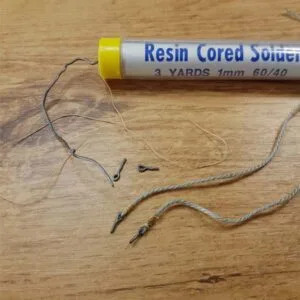 Resin Cored Solder
3 YARDS 1mm 60/40